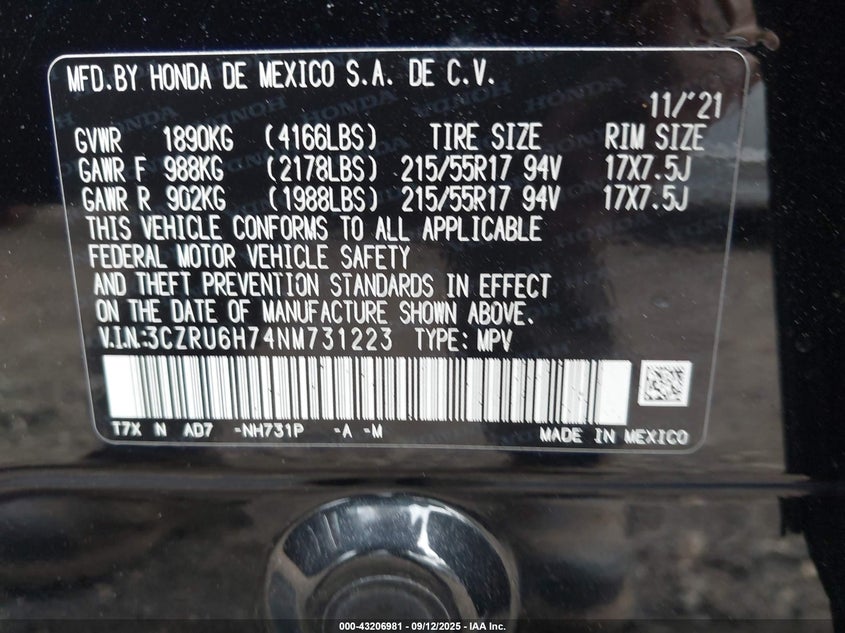 MFD.BY HONDA DE MEXICO S.A. DE C.V.
11/'21
GVWR 1890KG (4166LBS) TIRE SIZE RIM SIZE
GAWR F 988KG (2178LBS) 215/55R17 94V 17X7.5J
GAWR R 902KG (1988LBS) 215/55R17 94V 17X7.5J
THIS VEHICLE CONFORMS TO ALL APPLICABLE
FEDERAL MOTOR VEHICLE SAFETY
AND THEFT PREVENTION STANDARDS IN EFFECT
ON THE DATE OF MANUFACTURE SHOWN ABOVE.
V.I.N.:3CZRU6H74NM731223 TYPE: MPV
T7X N AD7 -NH731P -A -M MADE IN MEXICO
000-43206981 - 09/12/2025 - IAA Inc.